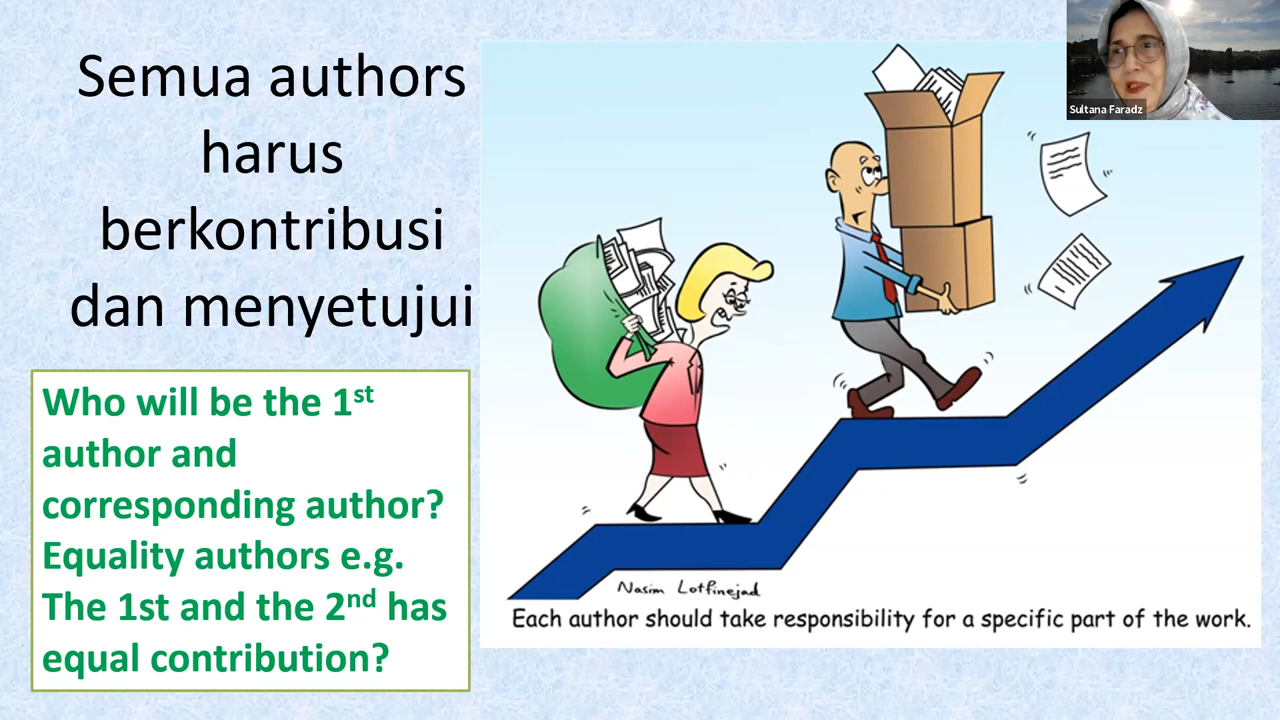 Semua authors
harus
berkontribusi
dan menyetujui
Who will be the 1st
author and
corresponding author?
Equality authors e.g.
The 1st and the 2nd has
equal contribution?
Sultana Faradz
Nasim Lotfinejad
Each author should take responsibility for a specific part of the work.